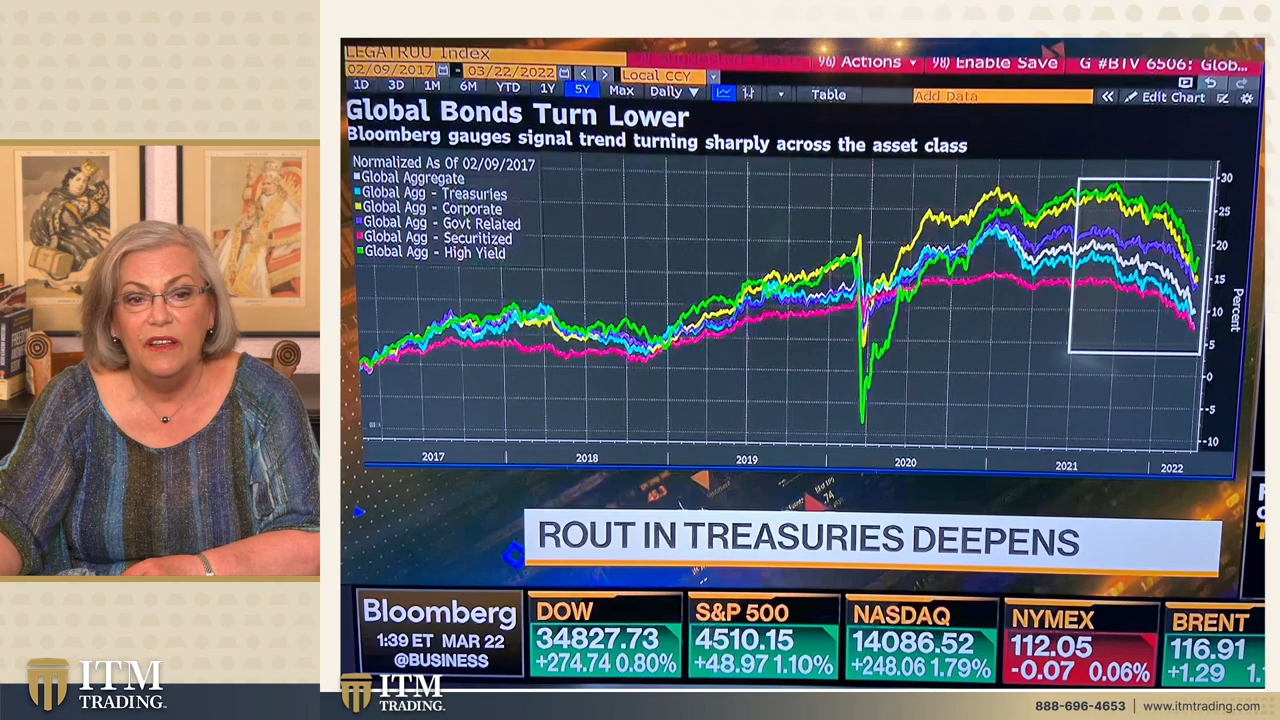 LEGATRUU Index
96) Actions
98) Enable Save
G #BTV 6506: Glob...
02/09/2017 - 03/22/2022
Local CCY
1D 3D 1M 6M YTD 1Y 5Y Max Daily ▼
Table
Add Data
Edit Chart
Global Bonds Turn Lower
Bloomberg gauges signal trend turning sharply across the asset class
Normalized As Of 02/09/2017
Global Aggregate
Global Agg - Treasuries
Global Agg - Corporate
Global Agg - Govt Related
Global Agg - Securitized
Global Agg - High Yield
30
25
20
15
10
5
0
-5
-10
Percent
2017 2018 2019 2020 2021 2022
ROUT IN TREASURIES DEEPENS
Bloomberg
1:39 ET MAR 22
@BUSINESS
DOW
34827.73
+274.74 0.80%
S&P 500
4510.15
+48.97 1.10%
NASDAQ
14086.52
+248.06 1.79%
NYMEX
112.05
-0.07 0.06%
BRENT
116.91
+1.29 1.
ITM
TRADING.
ITM
TRADING.
888-696-4653 | www.itmtrading.com